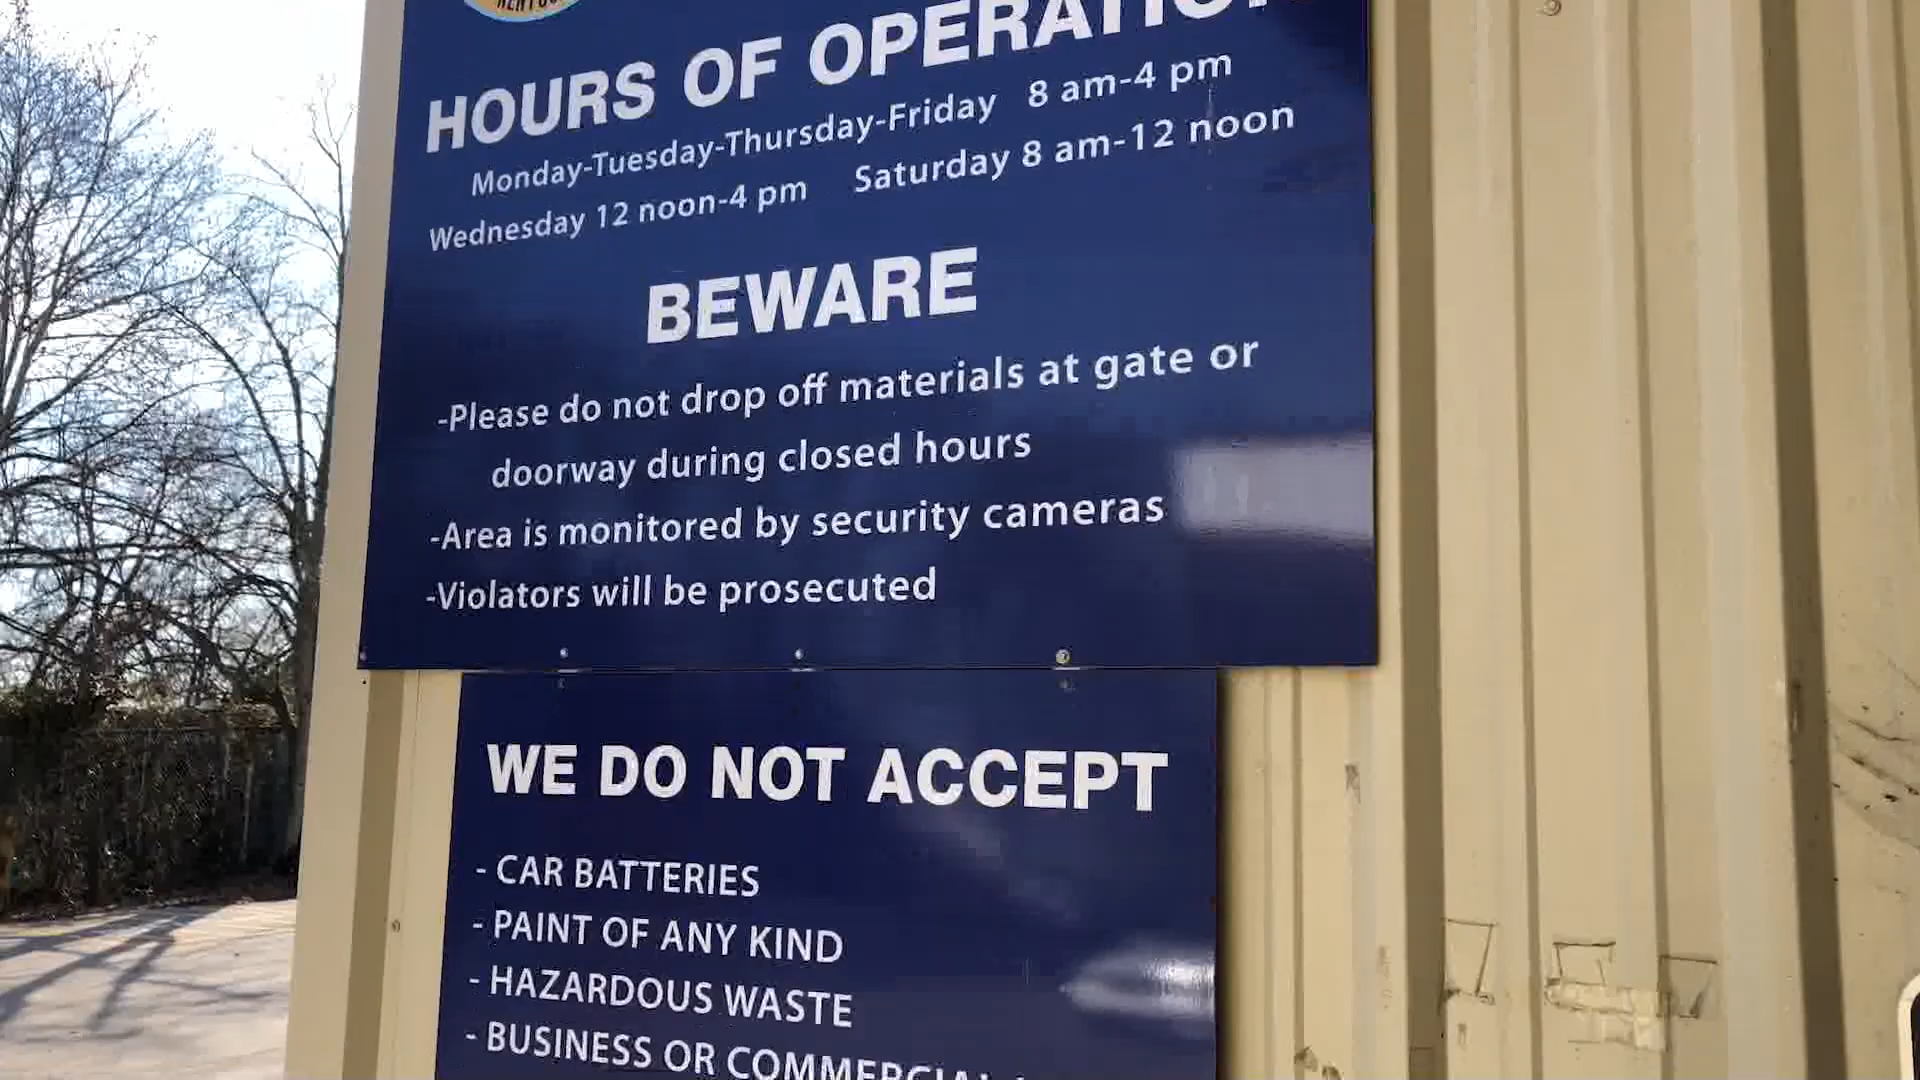 HOURS OF OPERATION
Monday-Tuesday-Thursday-Friday 8 am-4 pm
Wednesday 12 noon-4 pm Saturday 8 am-12 noon
BEWARE
-Please do not drop off materials at gate or
doorway during closed hours
-Area is monitored by security cameras
-Violators will be prosecuted
WE DO NOT ACCEPT
- CAR BATTERIES
- PAINT OF ANY KIND
- HAZARDOUS WASTE
- BUSINESS OR COMMERCIAL